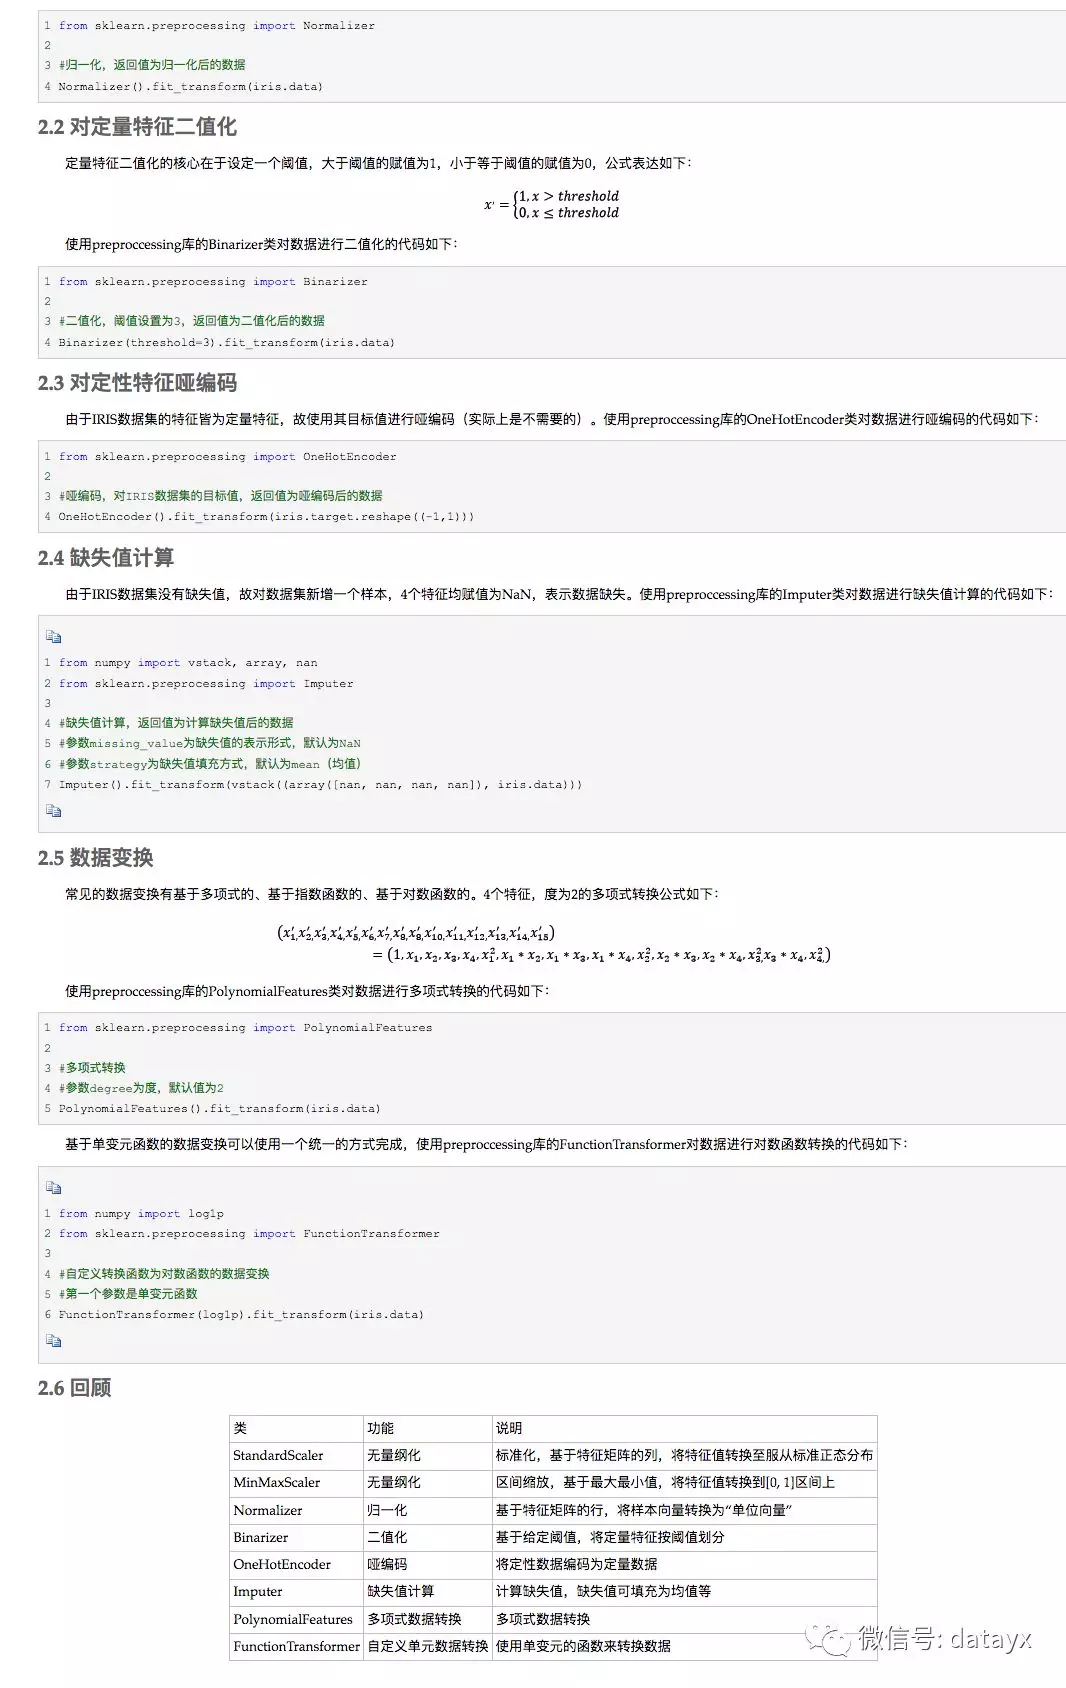 1 from sklearn.preprocessing import Normalizer
2
3 #归一化，返回值为归一化后的数据
4 Normalizer().fit_transform(iris.data)
2.2 对定量特征二值化
定量特征二值化的核心在于设定一个阈值，大于阈值的赋值为1，小于等于阈值的赋值为0，公式表达如下：
x' = {1, x > threshold
{0, x ≤ threshold
使用preproccessing库的Binarizer类对数据进行二值化的代码如下：
1 from sklearn.preprocessing import Binarizer
2
3 #二值化，阈值设置为3，返回值为二值化后的数据
4 Binarizer(threshold=3).fit_transform(iris.data)
2.3 对定性特征哑编码
由于IRIS数据集的特征皆为定量特征，故使用其目标值进行哑编码（实际上是不需要的）。使用preproccessing库的OneHotEncoder类对数据进行哑编码的代码如下：
1 from sklearn.preprocessing import OneHotEncoder
2
3 #哑编码，对IRIS数据集的目标值，返回值为哑编码后的数据
4 OneHotEncoder().fit_transform(iris.target.reshape((-1,1)))
2.4 缺失值计算
由于IRIS数据集没有缺失值，故对数据集新增一个样本，4个特征均赋值为NaN，表示数据缺失。使用preproccessing库的Imputer类对数据进行缺失值计算的代码如下：
1 from numpy import vstack, array, nan
2 from sklearn.preprocessing import Imputer
3
4 #缺失值计算，返回值为计算缺失值后的数据
5 #参数missing_value为缺失值的表示形式，默认为NaN
6 #参数strategy为缺失值填充方式，默认为mean（均值）
7 Imputer().fit_transform(vstack((array([nan, nan, nan, nan]), iris.data)))
2.5 数据变换
常见的数据变换有基于多项式的、基于指数函数的、基于对数函数的。4个特征，度为2的多项式转换公式如下：
(x′₁,x′₂,x′₃,x′₄,x′₅,x′₆,x′₇,x′₈,x′₉,x′₁₀,x′₁₁,x′₁₂,x′₁₃,x′₁₄,x′₁₅)
= (1, x₁, x₂, x₃, x₄, x₁², x₁ * x₂, x₁ * x₃, x₁ * x₄, x₂², x₂ * x₃, x₂ * x₄, x₃², x₃ * x₄, x₄²,)
使用preproccessing库的PolynomialFeatures类对数据进行多项式转换的代码如下：
1 from sklearn.preprocessing import PolynomialFeatures
2
3 #多项式转换
4 #参数degree为度，默认值为2
5 PolynomialFeatures().fit_transform(iris.data)
基于单变元函数的数据变换可以使用一个统一的方式完成，使用preproccessing库的FunctionTransformer对数据进行对数函数转换的代码如下：
1 from numpy import log1p
2 from sklearn.preprocessing import FunctionTransformer
3
4 #自定义转换函数为对数函数的数据变换
5 #第一个参数是单变元函数
6 FunctionTransformer(log1p).fit_transform(iris.data)
2.6 回顾
类 功能 说明
StandardScaler 无量纲化 标准化，基于特征矩阵的列，将特征值转换至服从标准正态分布
MinMaxScaler 无量纲化 区间缩放，基于最大最小值，将特征值转换到[0, 1]区间上
Normalizer 归一化 基于特征矩阵的行，将样本向量转换为“单位向量”
Binarizer 二值化 基于给定阈值，将定量特征按阈值划分
OneHotEncoder 哑编码 将定性数据编码为定量数据
Imputer 缺失值计算 计算缺失值，缺失值可填充为均值等
PolynomialFeatures 多项式数据转换 多项式数据转换
FunctionTransformer 自定义单元数据转换 使用单变元的函数来转换数据
微信号: datayx